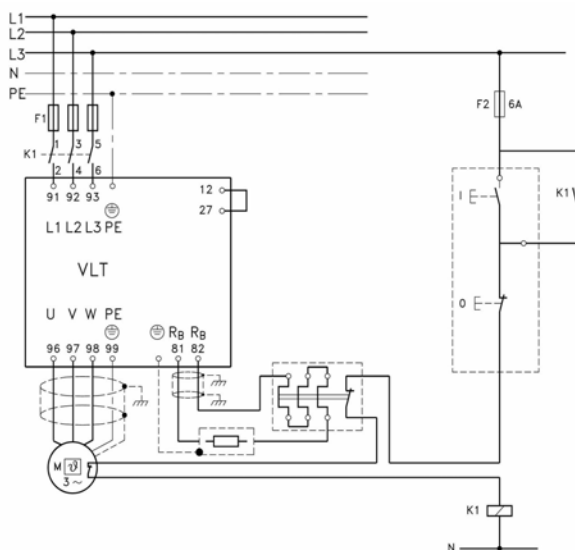 L1
L2
L3
N
PE
F1
F2 6A
1 3 5
K1
2 4 6
91 92 93
12
27
L1 L2 L3 PE
I
K1
VLT
O
U V W PE
RB RB
96 97 98 99
81 82
M ϑ
3 ~
K1
N